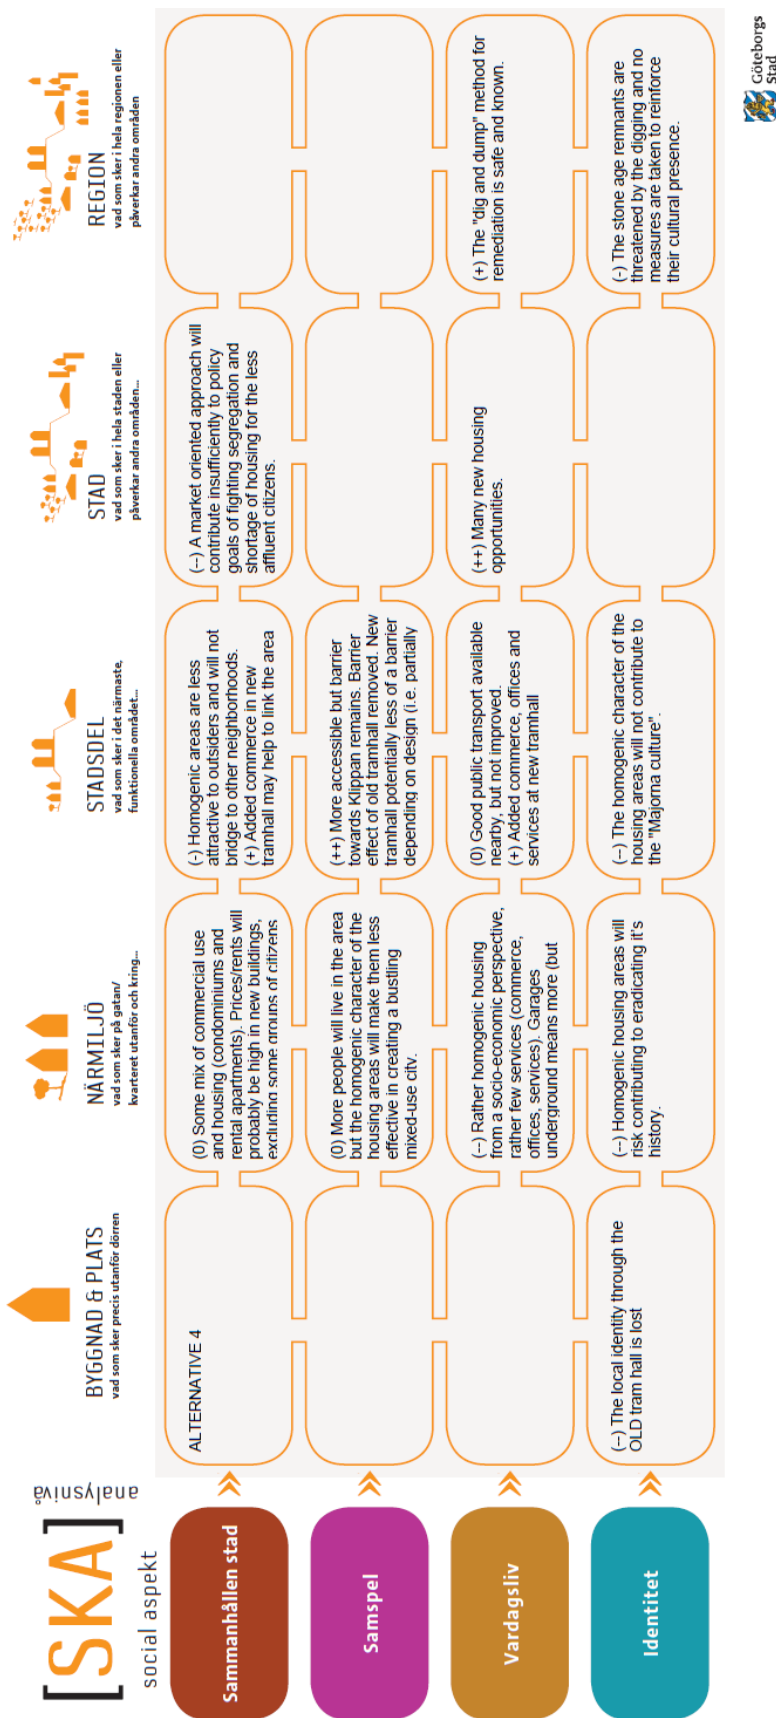 [SKA]
analysnivå
social aspekt
BYGGNAD & PLATS
vad som sker precis utanför dörren
NÄRMILJÖ
vad som sker på gatan/
kvarteret utanför och kring...
STADSDEL
vad som sker i det närmaste,
funktionella området...
STAD
vad som sker i hela staden eller
påverkar andra områden...
REGION
vad som sker i hela regionen eller
påverkar andra områden
Sammanhållen stad
ALTERNATIVE 4
(0) Some mix of commercial use
and housing (condominiums and
rental apartments). Prices/rents will
probably be high in new buildings,
excluding some groups of citizens
(-) Homogenic areas are less
attractive to outsiders and will not
bridge to other neighborhoods.
(+) Added commerce in new
tramhall may help to link the area
(--) A market oriented approach will
contribute insufficiently to policy
goals of fighting segregation and
shortage of housing for the less
affluent citizens.
Samspel
(0) More people will live in the area
but the homogenic character of the
housing areas will make them less
effective in creating a bustling
mixed-use city.
(++) More accessible but barrier
towards Klippan remains. Barrier
effect of old tramhall removed. New
tramhall potentially less of a barrier
depending on design (i.e. partially
Vardagsliv
(--) Rather homogenic housing
from a socio-economic perspective,
rather few services (commerce,
offices, services). Garages
underground means more (but
(0) Good public transport available
nearby, but not improved.
(+) Added commerce, offices and
services at new tramhall
(++) Many new housing
opportunities.
(+) The "dig and dump" method for
remediation is safe and known.
Identitet
(--) The local identity through the
OLD tram hall is lost
(--) Homogenic housing areas will
risk contributing to eradicating it's
history.
(--) The homogenic character of the
housing areas will not contribute to
the "Majorna culture".
(-) The stone age remnants are
threatened by the digging and no
measures are taken to reinforce
their cultural presence.
Göteborgs
Stad